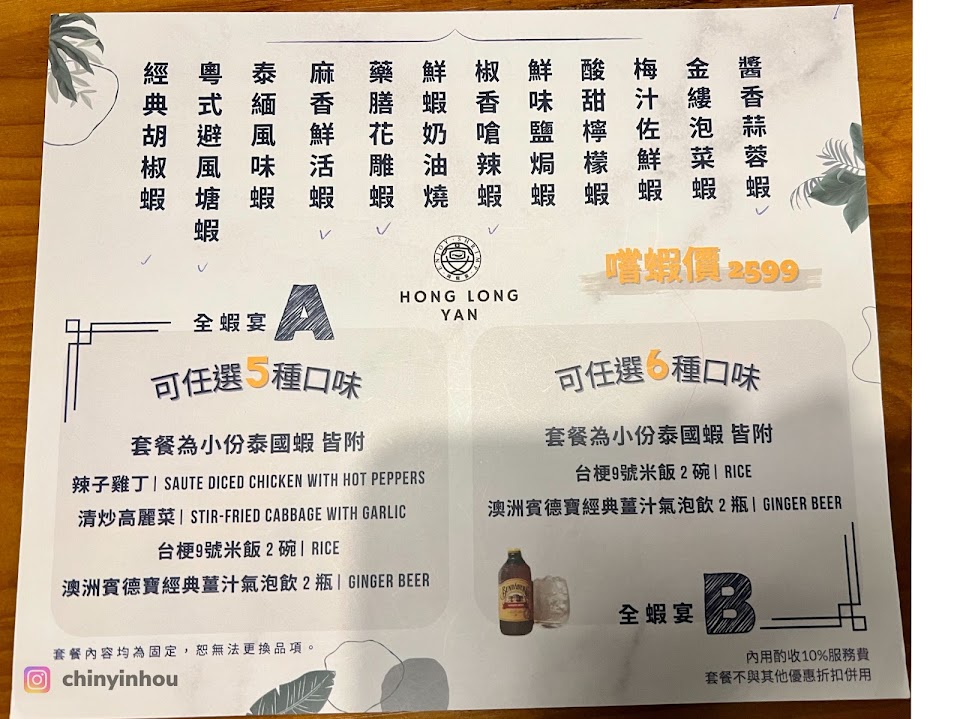 醬香蒜蓉蝦
金縷泡菜蝦
梅汁佐鮮蝦
酸甜檸檬蝦
鮮味鹽焗蝦
椒香嗆辣蝦
鮮蝦奶油燒
藥膳花雕蝦
麻香鮮活蝦
泰緬風味蝦
粵式避風塘蝦
經典胡椒蝦
ENJOY SHRIMP
HONG LONG
YAN
嚐蝦價 2599
全蝦宴 A
可任選5種口味
套餐為小份泰國蝦 皆附
辣子雞丁| SAUTE DICED CHICKEN WITH HOT PEPPERS
清炒高麗菜| STIR-FRIED CABBAGE WITH GARLIC
台梗9號米飯 2 碗| RICE
澳洲賓德寶經典薑汁氣泡飲 2 瓶| GINGER BEER
可任選6種口味
套餐為小份泰國蝦 皆附
台梗9號米飯 2 碗| RICE
澳洲賓德寶經典薑汁氣泡飲 2 瓶| GINGER BEER
全蝦宴 B
套餐內容均為固定，恕無法更換品項。
內用酌收10%服務費
套餐不與其他優惠折扣併用
chinyinhou